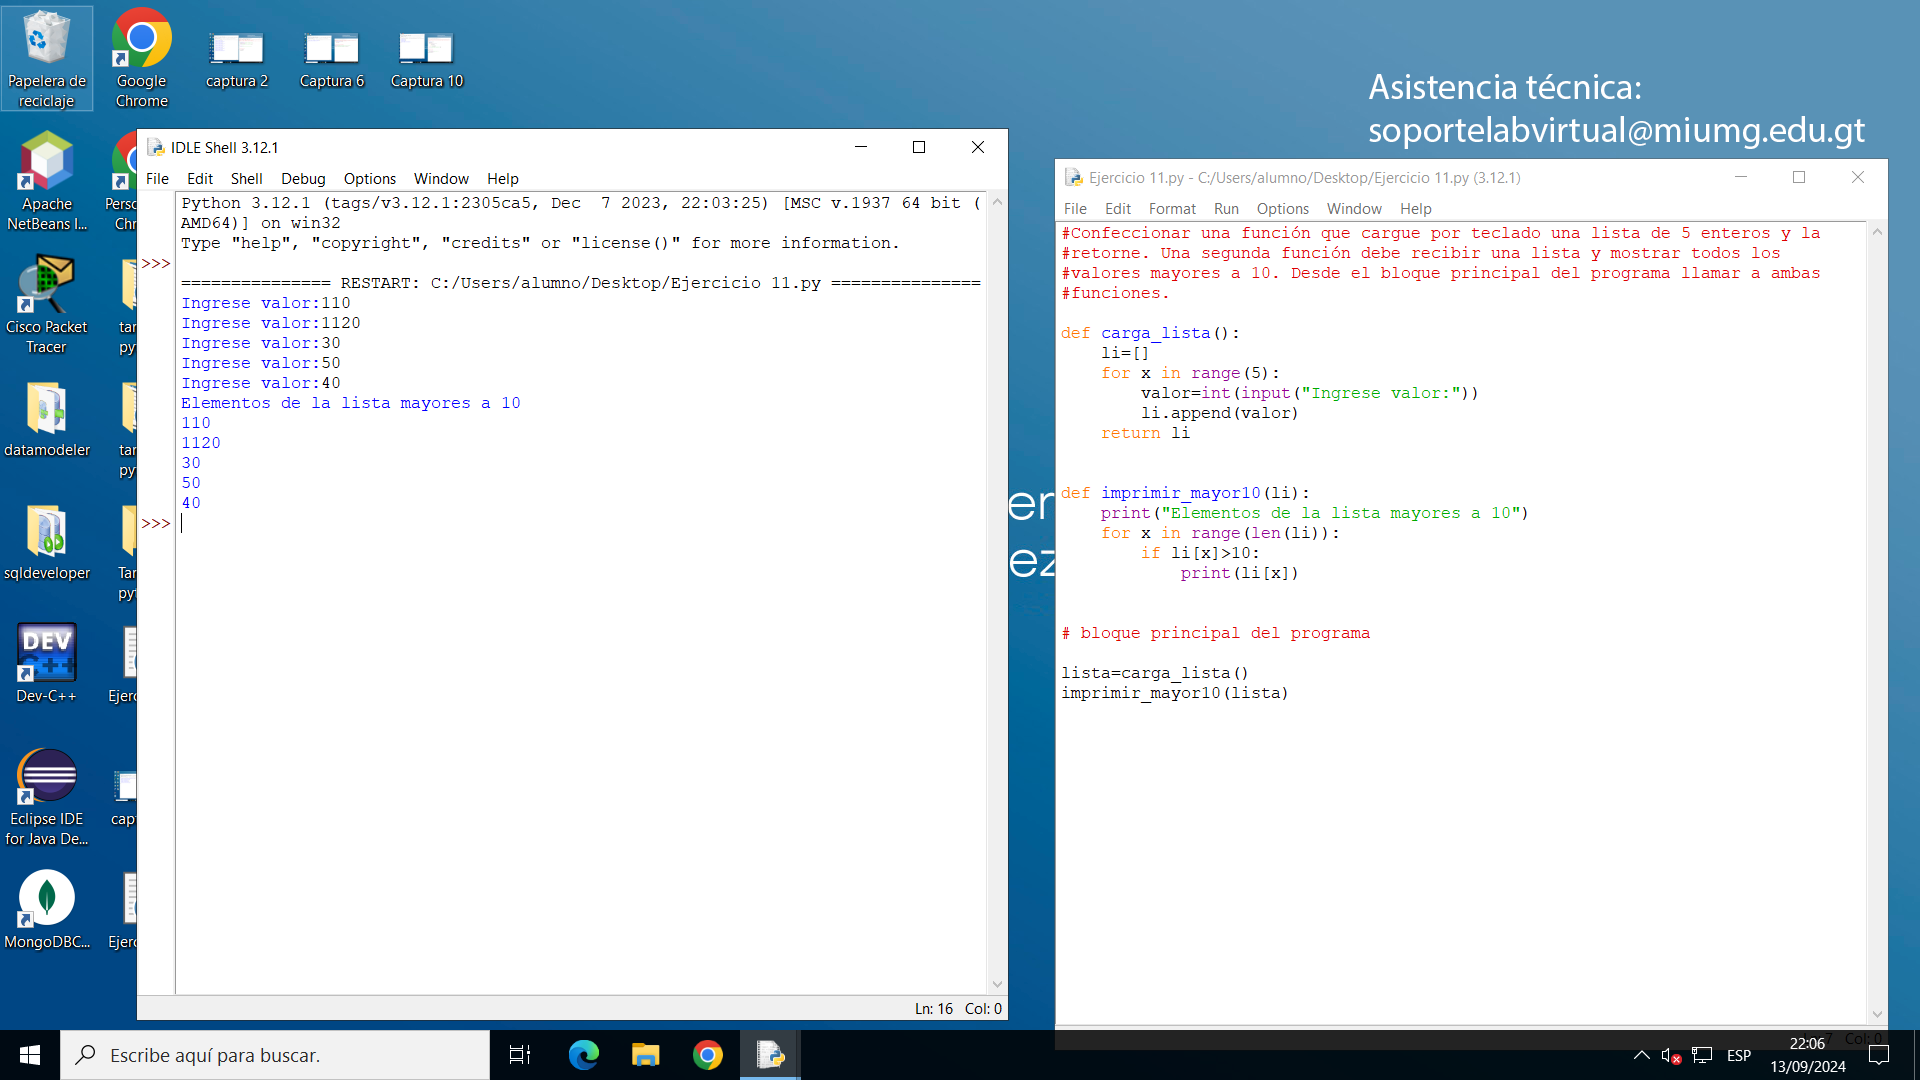 Papelera de
reciclaje
Google
Chrome
captura 2
Captura 6
Captura 10
Asistencia técnica:
soportelabvirtual@miumg.edu.gt
Apache
NetBeans I...
Cisco Packet
Tracer
datamodeler
sqldeveloper
Dev-C++
Eclipse IDE
for Java De...
MongoDBC...
IDLE Shell 3.12.1
File Edit Shell Debug Options Window Help
Python 3.12.1 (tags/v3.12.1:2305ca5, Dec  7 2023, 22:03:25) [MSC v.1937 64 bit (
AMD64)] on win32
Type "help", "copyright", "credits" or "license()" for more information.
>>>
=============== RESTART: C:/Users/alumno/Desktop/Ejercicio 11.py ===============
Ingrese valor:110
Ingrese valor:1120
Ingrese valor:30
Ingrese valor:50
Ingrese valor:40
Elementos de la lista mayores a 10
110
1120
30
50
40
>>>
Ln: 16 Col: 0
Ejercicio 11.py - C:/Users/alumno/Desktop/Ejercicio 11.py (3.12.1)
File Edit Format Run Options Window Help
#Confeccionar una función que cargue por teclado una lista de 5 enteros y la
#retorne. Una segunda función debe recibir una lista y mostrar todos los
#valores mayores a 10. Desde el bloque principal del programa llamar a ambas
#funciones.
def carga_lista():
    li=[]
    for x in range(5):
        valor=int(input("Ingrese valor:"))
        li.append(valor)
    return li
def imprimir_mayor10(li):
    print("Elementos de la lista mayores a 10")
    for x in range(len(li)):
        if li[x]>10:
            print(li[x])
# bloque principal del programa
lista=carga_lista()
imprimir_mayor10(lista)
Escribe aquí para buscar.
ESP
22:06
13/09/2024